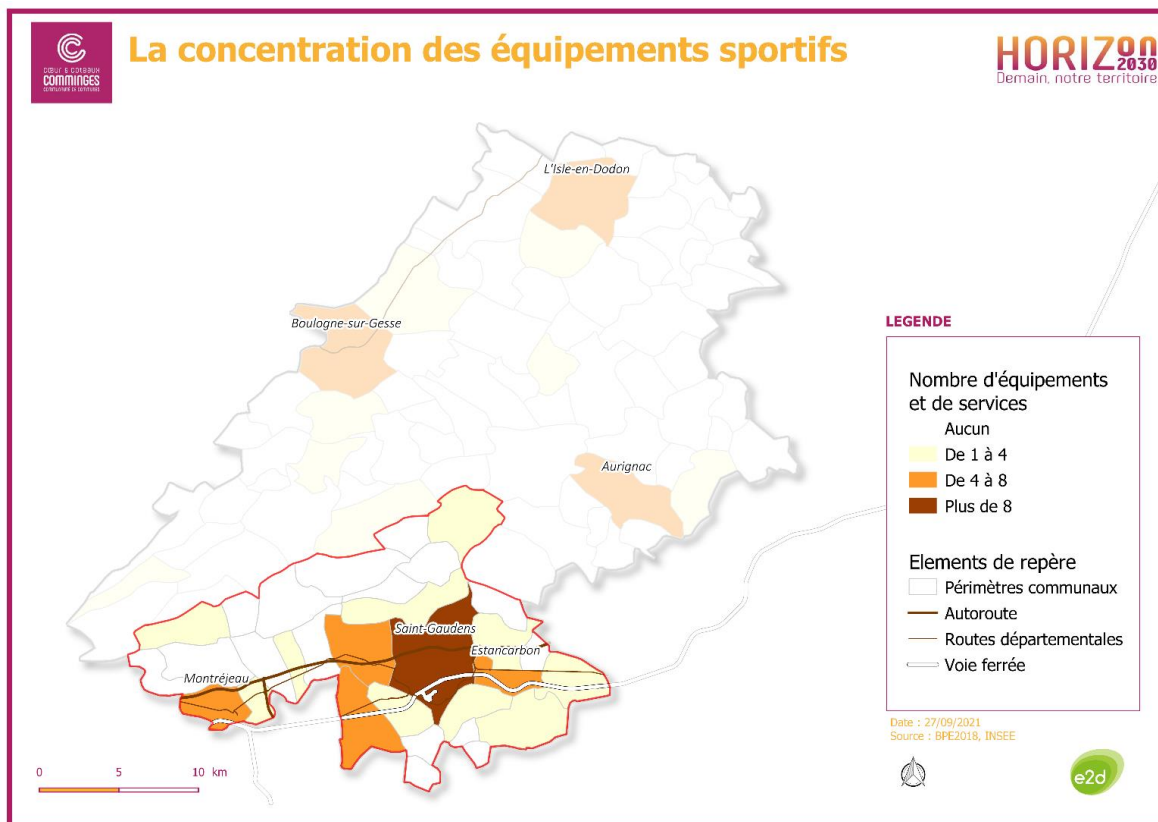 La concentration des équipements sportifs
CŒUR & COTEAUX
COMMINGES
HORIZON
2030
Demain, notre territoire
L'Isle-en-Dodon
Boulogne-sur-Gesse
Aurignac
Saint-Gaudens
Estancarbon
Montréjeau
LEGENDE
Nombre d'équipements
et de services
Aucun
De 1 à 4
De 4 à 8
Plus de 8
Elements de repère
Périmètres communaux
Autoroute
Routes départementales
Voie ferrée
Date : 27/09/2021
Source : BPE2018, INSEE
0 5 10 km
e2d